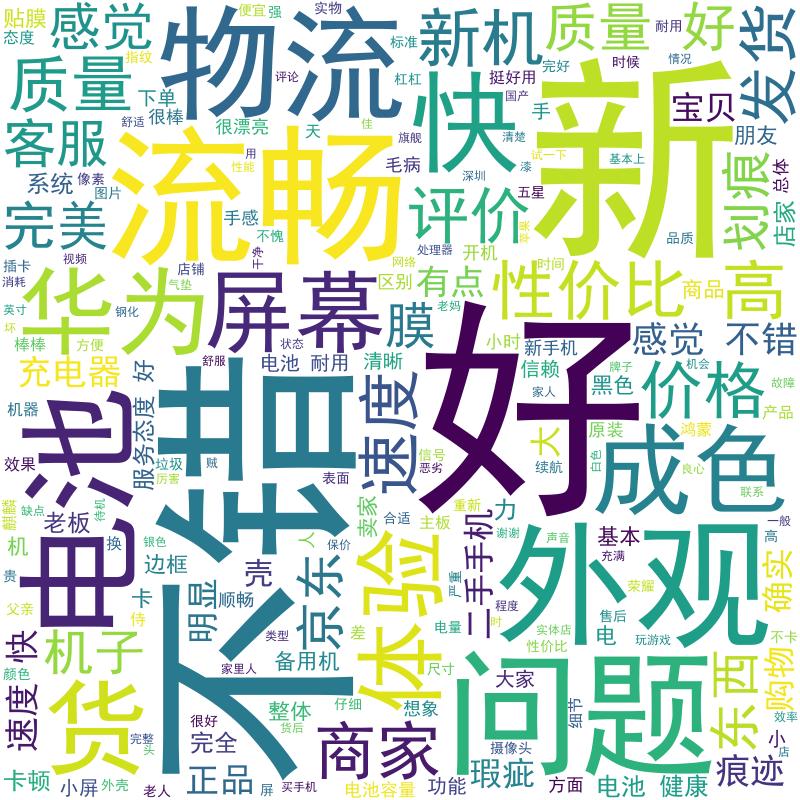 贴膜
感觉
便宜
强
实物
物流
新机
质量
好
耐用
发货
态度
指纹
标准
质量
下单
很棒
评论
杠杠
挺好用
完好
时候
情况
国产
快
新
手
宝贝
朋友
客服
舒适
很漂亮
天
佳
旗舰
清楚
基本上
系统
像素
图片
用
性能
毛病
深圳
试一下
漆
五星
划痕
总体
店家
流畅
完美
手感
不愧
评价
苹果
品质
插卡
消耗
视频
店铺
干净
处理器
网络
开机
时间
华为
气垫
屏幕
区别
有点
性价比
商品
高
英寸
坏
钢化
方便
棒棒
状态
膜
老妈
小时
新手机
感觉
不错
充电器
好
舒服
电池
耐用
清晰
信赖
牌子
机会
家人
黑色
价格
故障
产品
机器
服务态度
不错
速度
好
大
原装
鸿蒙
电池
效果
垃圾
厉害
贼
表面
信号
恶劣
续航
白色
成色
良心
联系
麒麟
缺点
待机
老板
卖家
合适
重新
主板
二手手机
力
谢谢
声音
基本
充满
一般
高
机
换
银色
边框
人
保价
壳
京东
体验
严重
外观
确实
贵
卡
明显
顺畅
父亲
侍
类型
差
电量
程度
时
实体店
荣耀
售后
电
玩游戏
不卡
快
速度
机子
家里人
备用机
尺寸
性价比
问题
东西
购物
颜色
货
整体
仔细
想象
大家
细节
效率
小
店
很好
货后
完整
头
完全
商家
摄像头
瑕疵
痕迹
卡顿
小屏
外壳
老人
正品
屏
买手机
电池容量
功能
方面
电池
健康